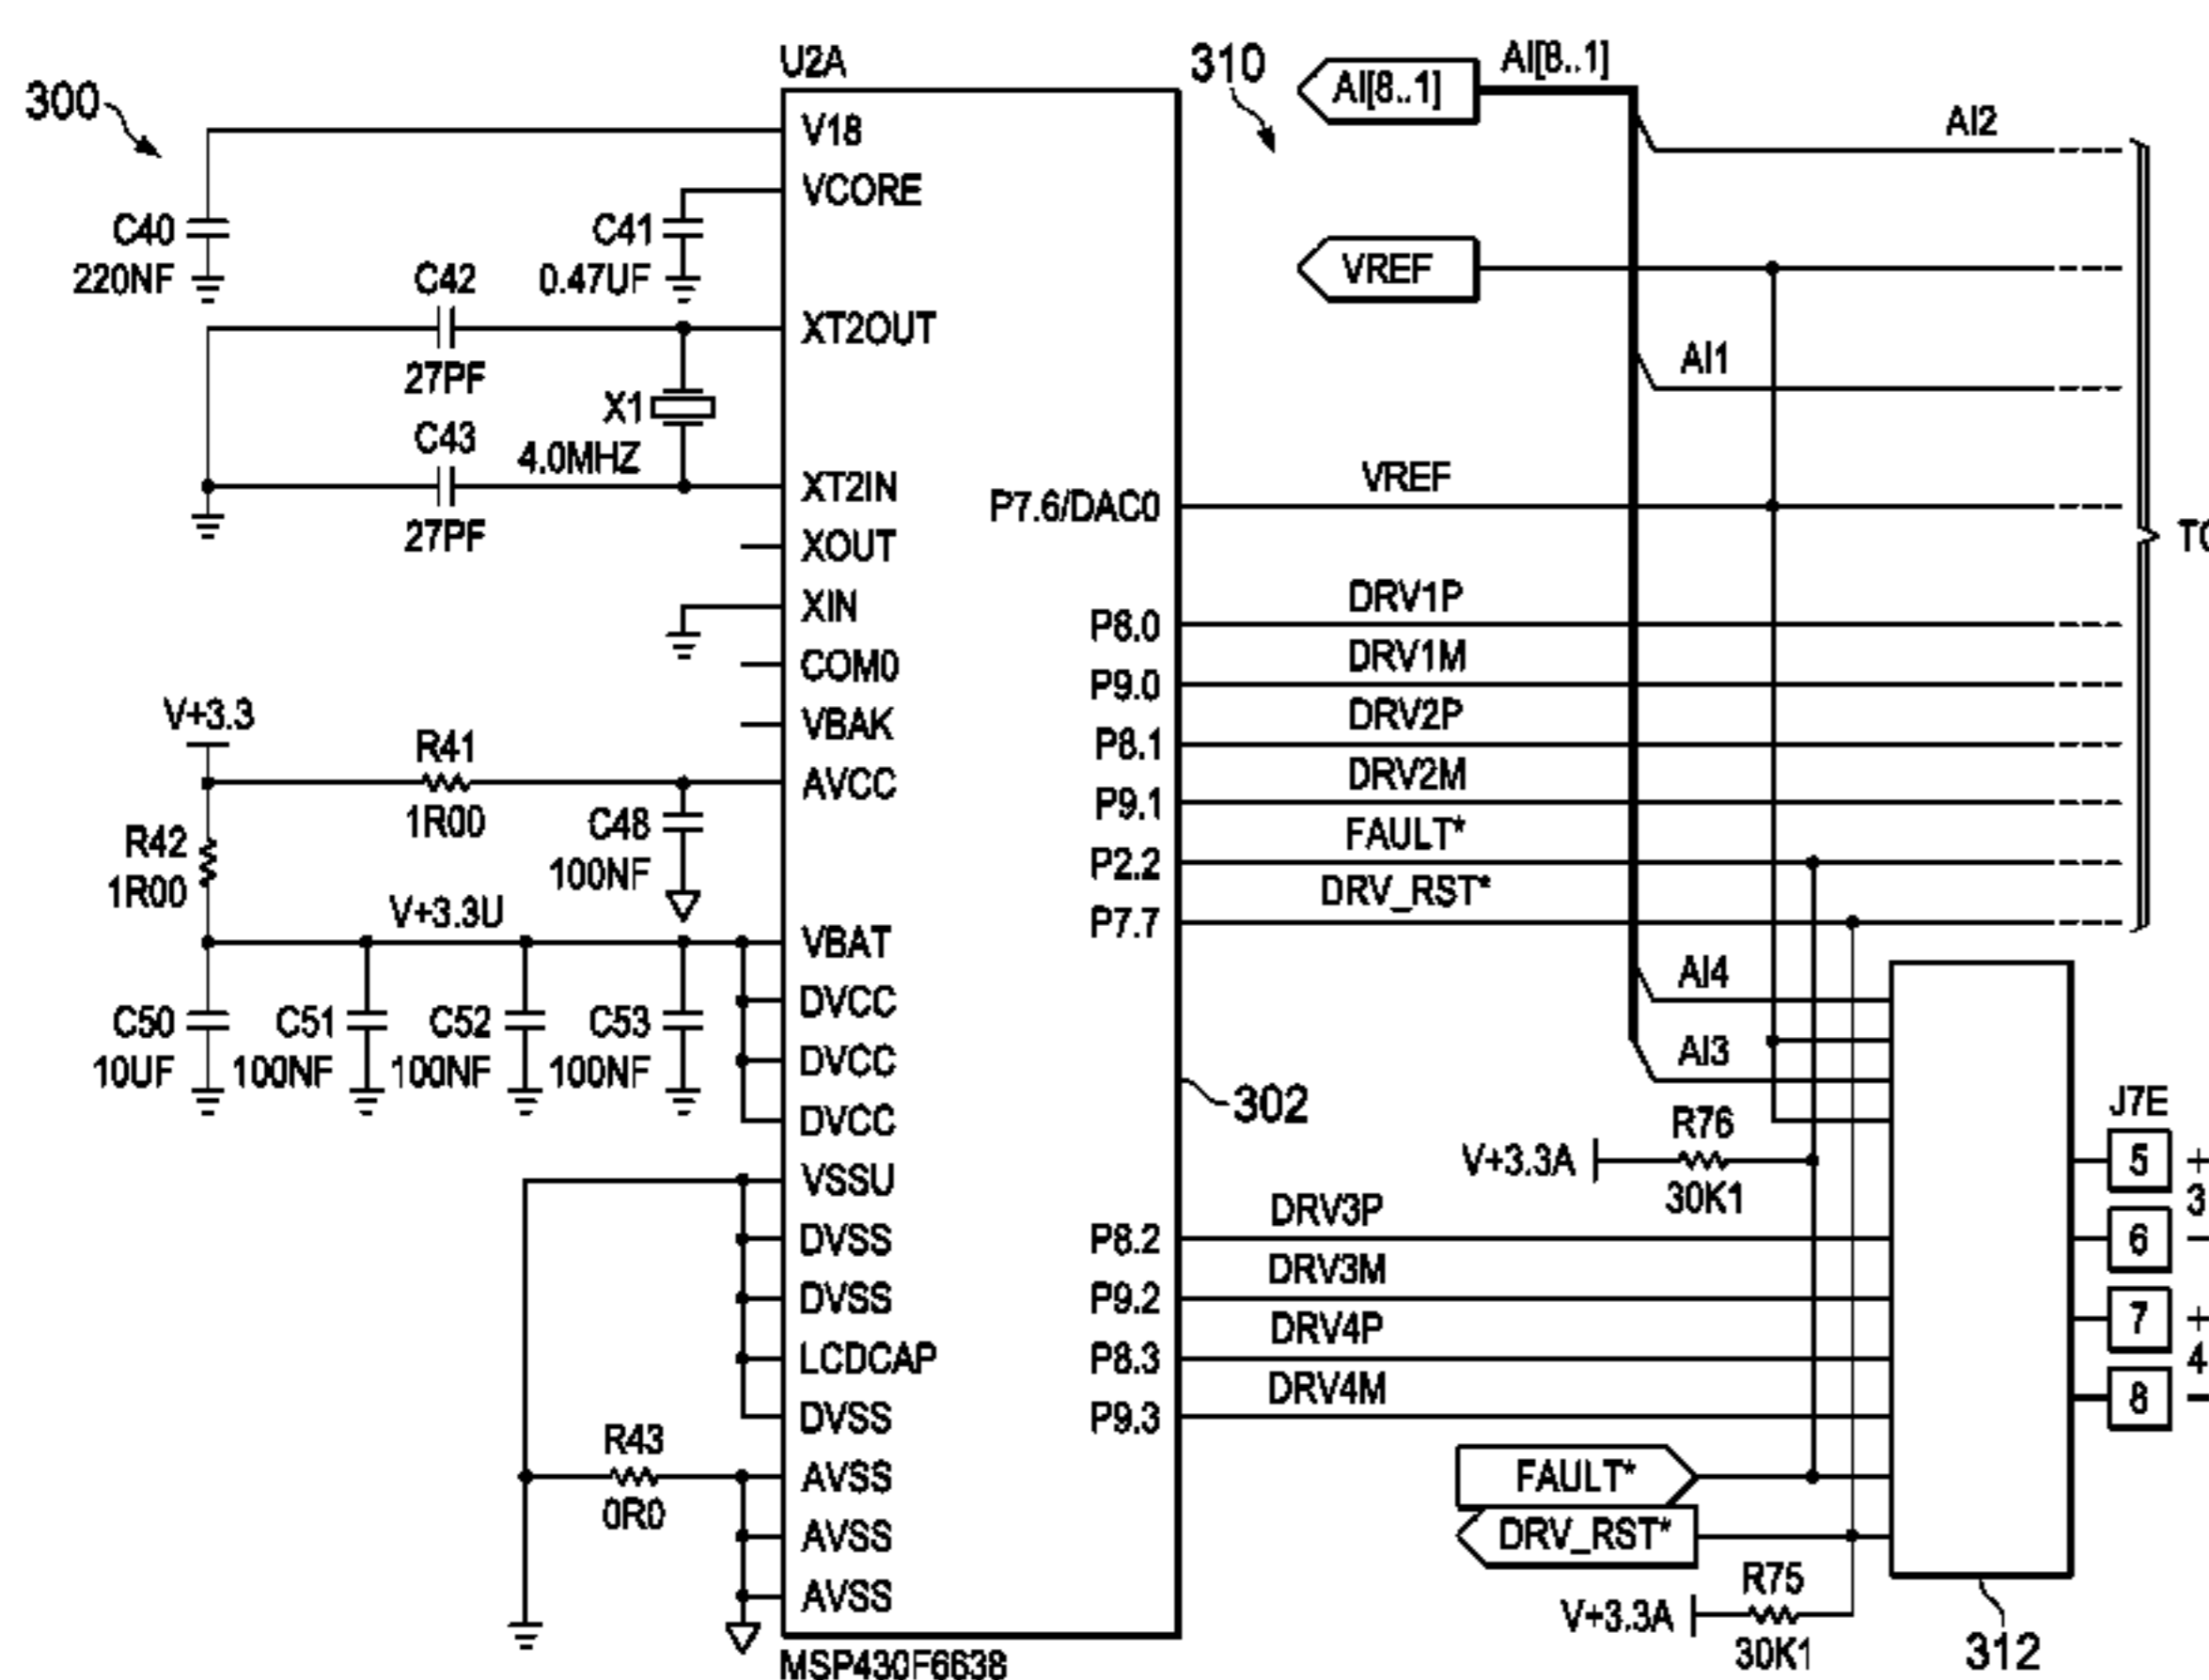 300
U2A
310
AI[8..1]
AI[8..1]
AI2
V18
VCORE
C40
220NF
C41
0.47UF
VREF
C42
27PF
XT2OUT
AI1
X1
4.0MHZ
C43
27PF
XT2IN
P7.6/DAC0
VREF
XOUT
XIN
COM0
VBAK
P8.0
DRV1P
P9.0
DRV1M
P8.1
DRV2P
P9.1
DRV2M
P2.2
FAULT*
P7.7
DRV_RST*
V+3.3
R41
1R00
AVCC
R42
1R00
C48
100NF
V+3.3U
VBAT
DVCC
DVCC
DVCC
C50
10UF
C51
100NF
C52
100NF
C53
100NF
AI4
AI3
302
R76
V+3.3A
30K1
J7E
5
+
3
6
−
7
+
4
8
−
VSSU
DVSS
DVSS
LCDCAP
DVSS
P8.2
DRV3P
P9.2
DRV3M
P8.3
DRV4P
P9.3
DRV4M
R43
0R0
AVSS
AVSS
AVSS
FAULT*
DRV_RST*
R75
V+3.3A
30K1
312
MSP430F6638